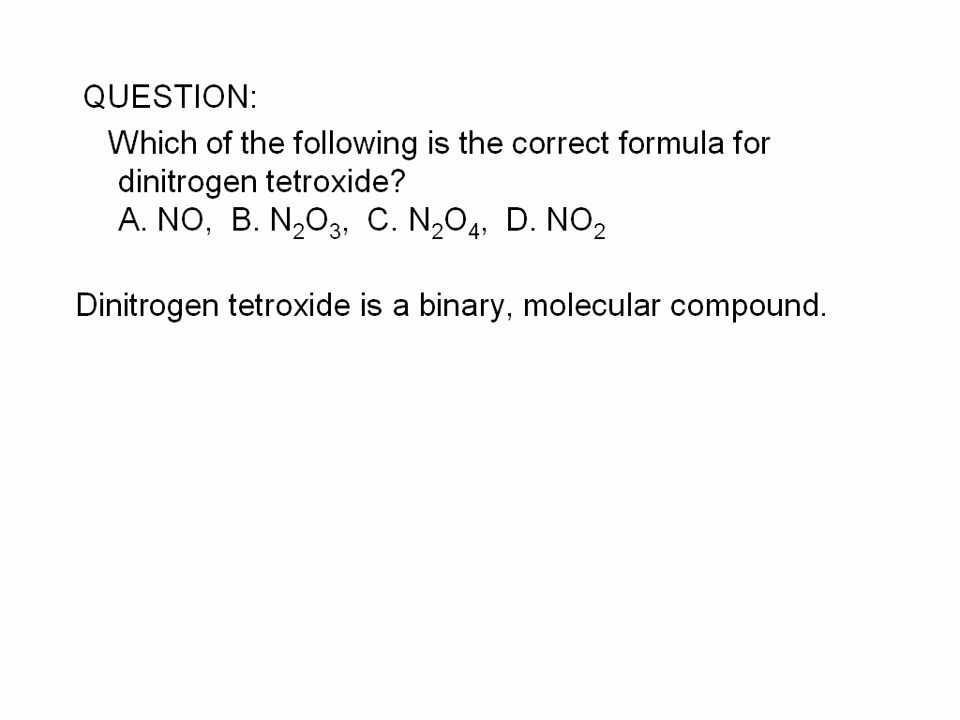 QUESTION:
Which of the following is the correct formula for
dinitrogen tetroxide?
A. NO, B. N₂O₃, C. N₂O₄, D. NO₂
Dinitrogen tetroxide is a binary, molecular compound.